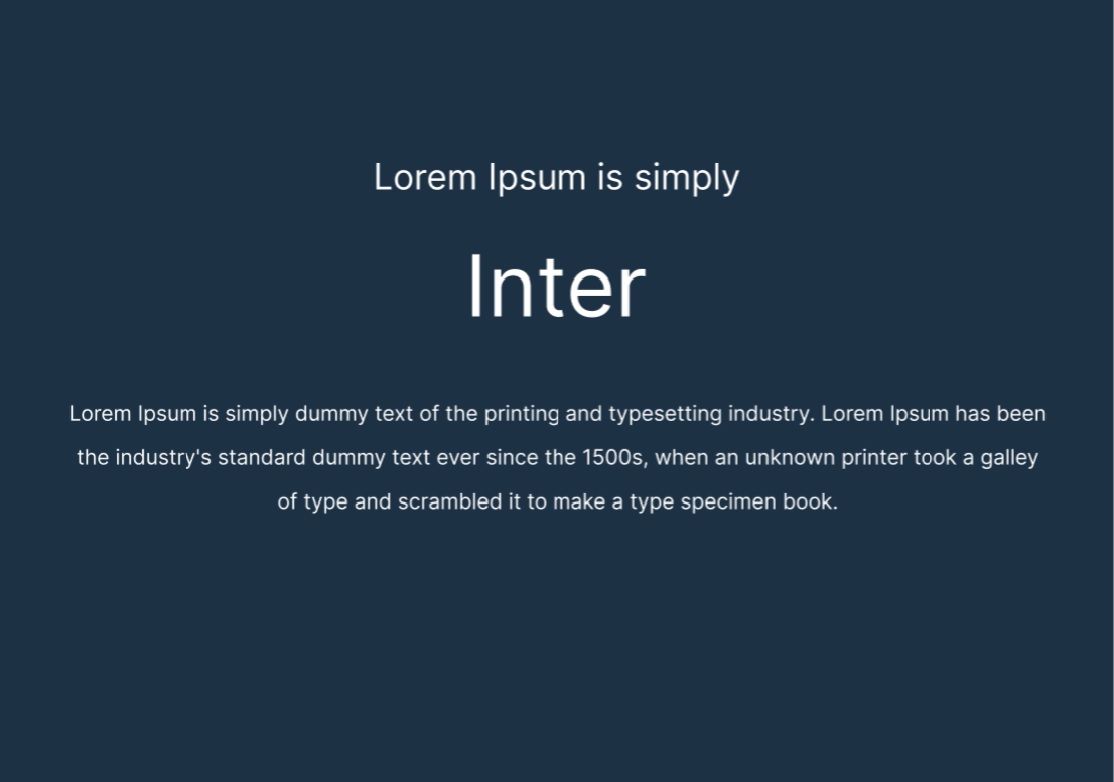 Lorem Ipsum is simply
Inter
Lorem Ipsum is simply dummy text of the printing and typesetting industry. Lorem Ipsum has been
the industry's standard dummy text ever since the 1500s, when an unknown printer took a galley
of type and scrambled it to make a type specimen book.